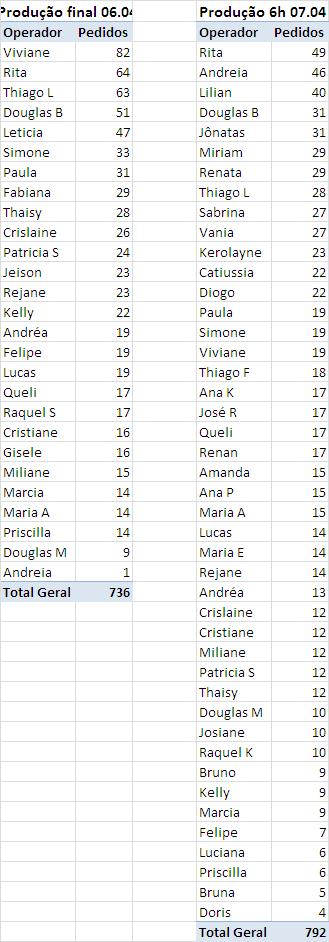 Produção final 06.04
Operador Pedidos
Viviane 82
Rita 64
Thiago L 63
Douglas B 51
Leticia 47
Simone 33
Paula 31
Fabiana 29
Thaisy 28
Crislaine 26
Patricia S 24
Jeison 23
Rejane 23
Kelly 22
Andréa 19
Felipe 19
Lucas 19
Queli 17
Raquel S 17
Cristiane 16
Gisele 16
Miliane 15
Marcia 14
Maria A 14
Priscilla 14
Douglas M 9
Andreia 1
Total Geral 736
Produção 6h 07.04
Operador Pedidos
Rita 49
Andreia 46
Lilian 40
Douglas B 31
Jônatas 31
Miriam 29
Renata 29
Thiago L 28
Sabrina 27
Vania 27
Kerolayne 23
Catiussia 22
Diogo 22
Paula 19
Simone 19
Viviane 19
Thiago F 18
Ana K 17
José R 17
Queli 17
Renan 17
Amanda 15
Ana P 15
Maria A 15
Lucas 14
Maria E 14
Rejane 14
Andréa 13
Crislaine 12
Cristiane 12
Miliane 12
Patricia S 12
Thaisy 12
Douglas M 10
Josiane 10
Raquel K 10
Bruno 9
Kelly 9
Marcia 9
Felipe 7
Luciana 6
Priscilla 6
Bruna 5
Doris 4
Total Geral 792